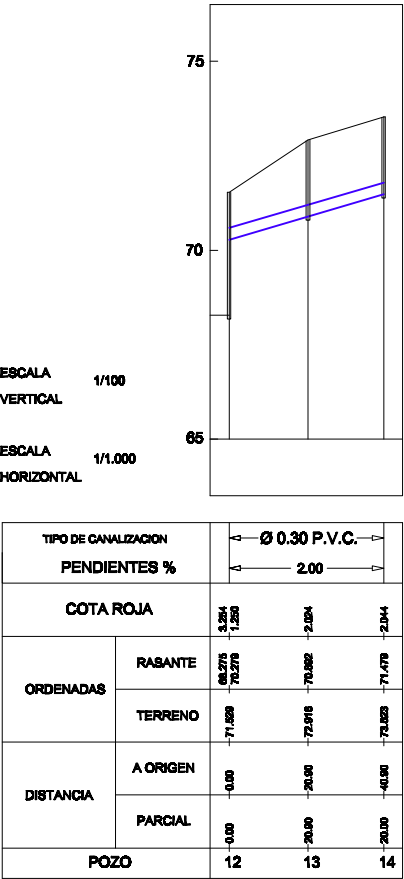 75
70
65
ESCALA 1/100
VERTICAL
ESCALA 1/1.000
HORIZONTAL
TIPO DE CANALIZACION Ø 0.30 P.V.C.
PENDIENTES % 2.00
COTA ROJA 3.254 1.250 2.024 2.044
ORDENADAS
RASANTE 68.275 70.279 70.892 71.479
TERRENO 71.529 72.916 73.523
DISTANCIA
A ORIGEN 0.00 20.90 40.90
PARCIAL 0.00 20.90 20.00
POZO 12 13 14